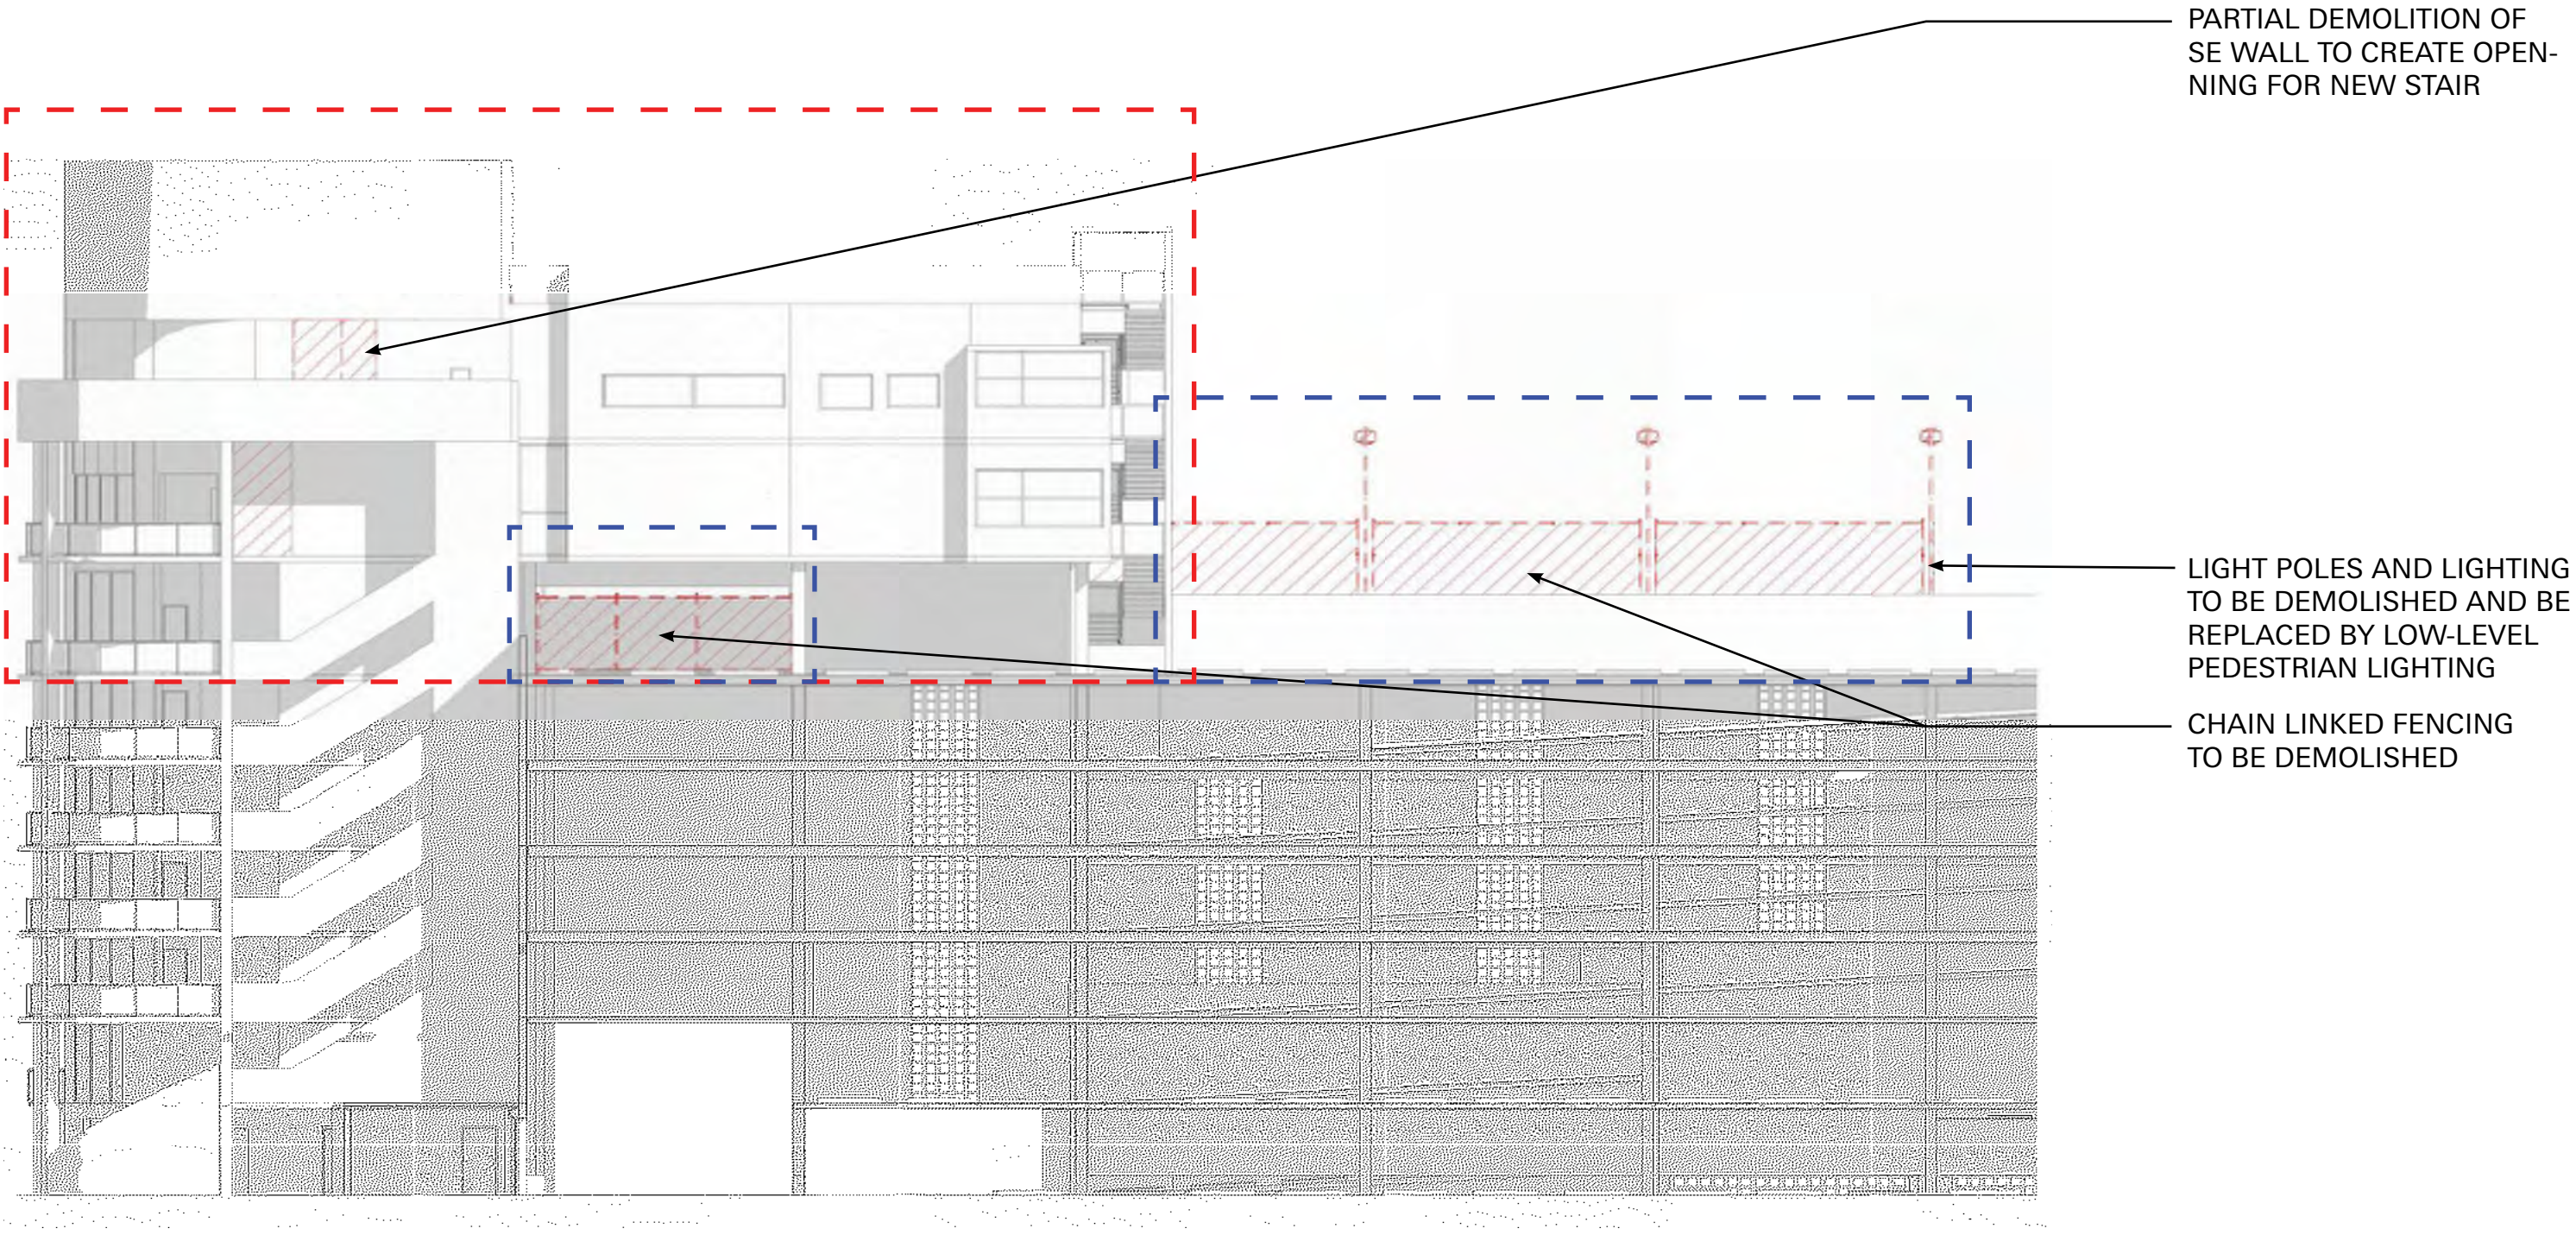 PARTIAL DEMOLITION OF
SE WALL TO CREATE OPEN-
NING FOR NEW STAIR
LIGHT POLES AND LIGHTING
TO BE DEMOLISHED AND BE
REPLACED BY LOW-LEVEL
PEDESTRIAN LIGHTING
CHAIN LINKED FENCING
TO BE DEMOLISHED